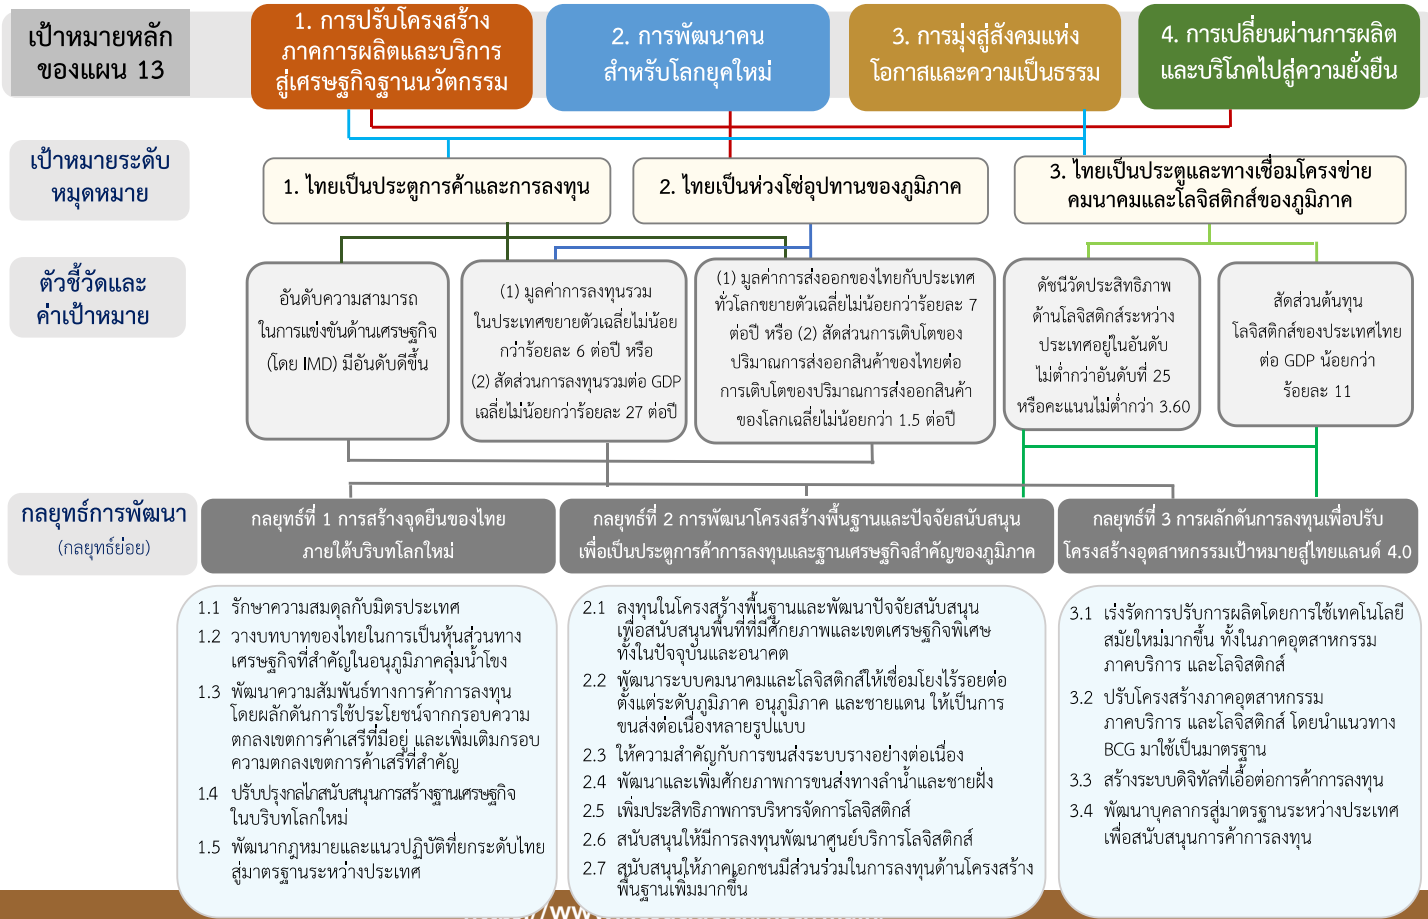 เป้าหมายหลัก
ของแผน 13
1. การปรับโครงสร้าง
ภาคการผลิตและบริการ
สู่เศรษฐกิจฐานนวัตกรรม
2. การพัฒนาคน
สำหรับโลกยุคใหม่
3. การมุ่งสู่สังคมแห่ง
โอกาสและความเป็นธรรม
4. การเปลี่ยนผ่านการผลิต
และบริโภคไปสู่ความยั่งยืน
เป้าหมายระดับ
หมุดหมาย
1. ไทยเป็นประตูการค้าและการลงทุน
2. ไทยเป็นห่วงโซ่อุปทานของภูมิภาค
3. ไทยเป็นประตูและทางเชื่อมโครงข่าย
คมนาคมและโลจิสติกส์ของภูมิภาค
ตัวชี้วัดและ
ค่าเป้าหมาย
อันดับความสามารถ
ในการแข่งขันด้านเศรษฐกิจ
(โดย IMD) มีอันดับดีขึ้น
(1) มูลค่าการลงทุนรวม
ในประเทศขยายตัวเฉลี่ยไม่น้อย
กว่าร้อยละ 6 ต่อปี หรือ
(2) สัดส่วนการลงทุนรวมต่อ GDP
เฉลี่ยไม่น้อยกว่าร้อยละ 27 ต่อปี
(1) มูลค่าการส่งออกของไทยกับประเทศ
ทั่วโลกขยายตัวเฉลี่ยไม่น้อยกว่าร้อยละ 7
ต่อปี หรือ (2) สัดส่วนการเติบโตของ
ปริมาณการส่งออกสินค้าของไทยต่อ
การเติบโตของปริมาณการส่งออกสินค้า
ของโลกเฉลี่ยไม่น้อยกว่า 1.5 ต่อปี
ดัชนีวัดประสิทธิภาพ
ด้านโลจิสติกส์ระหว่าง
ประเทศอยู่ในอันดับ
ไม่ต่ำกว่าอันดับที่ 25
หรือคะแนนไม่ต่ำกว่า 3.60
สัดส่วนต้นทุน
โลจิสติกส์ของประเทศไทย
ต่อ GDP น้อยกว่า
ร้อยละ 11
กลยุทธ์การพัฒนา
(กลยุทธ์ย่อย)
กลยุทธ์ที่ 1 การสร้างจุดยืนของไทย
ภายใต้บริบทโลกใหม่
กลยุทธ์ที่ 2 การพัฒนาโครงสร้างพื้นฐานและปัจจัยสนับสนุน
เพื่อเป็นประตูการค้าการลงทุนและฐานเศรษฐกิจสำคัญของภูมิภาค
กลยุทธ์ที่ 3 การผลักดันการลงทุนเพื่อปรับ
โครงสร้างอุตสาหกรรมเป้าหมายสู่ไทยแลนด์ 4.0
1.1 รักษาความสมดุลกับมิตรประเทศ
1.2 วางบทบาทของไทยในการเป็นหุ้นส่วนทาง
เศรษฐกิจที่สำคัญในอนุภูมิภาคลุ่มน้ำโขง
1.3 พัฒนาความสัมพันธ์ทางการค้าการลงทุน
โดยผลักดันการใช้ประโยชน์จากกรอบความ
ตกลงเขตการค้าเสรีที่มีอยู่ และเพิ่มเติมกรอบ
ความตกลงเขตการค้าเสรีที่สำคัญ
1.4 ปรับปรุงกลไกสนับสนุนการสร้างฐานเศรษฐกิจ
ในบริบทโลกใหม่
1.5 พัฒนากฎหมายและแนวปฏิบัติที่ยกระดับไทย
สู่มาตรฐานระหว่างประเทศ
2.1 ลงทุนในโครงสร้างพื้นฐานและพัฒนาปัจจัยสนับสนุน
เพื่อสนับสนุนพื้นที่ที่มีศักยภาพและเขตเศรษฐกิจพิเศษ
ทั้งในปัจจุบันและอนาคต
2.2 พัฒนาระบบคมนาคมและโลจิสติกส์ให้เชื่อมโยงไร้รอยต่อ
ตั้งแต่ระดับภูมิภาค อนุภูมิภาค และชายแดน ให้เป็นการ
ขนส่งต่อเนื่องหลายรูปแบบ
2.3 ให้ความสำคัญกับการขนส่งระบบรางอย่างต่อเนื่อง
2.4 พัฒนาและเพิ่มศักยภาพการขนส่งทางลำน้ำและชายฝั่ง
2.5 เพิ่มประสิทธิภาพการบริหารจัดการโลจิสติกส์
2.6 สนับสนุนให้มีการลงทุนพัฒนาศูนย์บริการโลจิสติกส์
2.7 สนับสนุนให้ภาคเอกชนมีส่วนร่วมในการลงทุนด้านโครงสร้าง
พื้นฐานเพิ่มมากขึ้น
3.1 เร่งรัดการปรับการผลิตโดยการใช้เทคโนโลยี
สมัยใหม่มากขึ้น ทั้งในภาคอุตสาหกรรม
ภาคบริการ และโลจิสติกส์
3.2 ปรับโครงสร้างภาคอุตสาหกรรม
ภาคบริการ และโลจิสติกส์ โดยนำแนวทาง
BCG มาใช้เป็นมาตรฐาน
3.3 สร้างระบบดิจิทัลที่เอื้อต่อการค้าการลงทุน
3.4 พัฒนาบุคลากรสู่มาตรฐานระหว่างประเทศ
เพื่อสนับสนุนการค้าการลงทุน